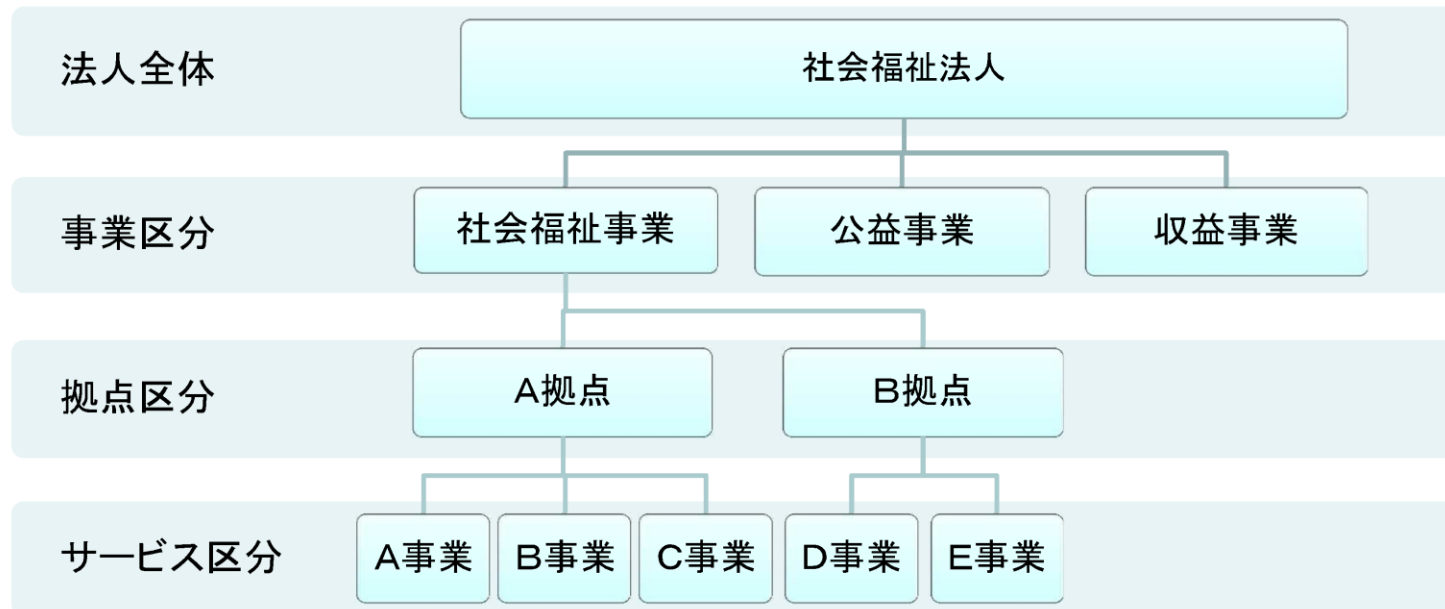 法人全体
社会福祉法人
事業区分
社会福祉事業
公益事業
収益事業
拠点区分
A拠点
B拠点
サービス区分
A事業
B事業
C事業
D事業
E事業